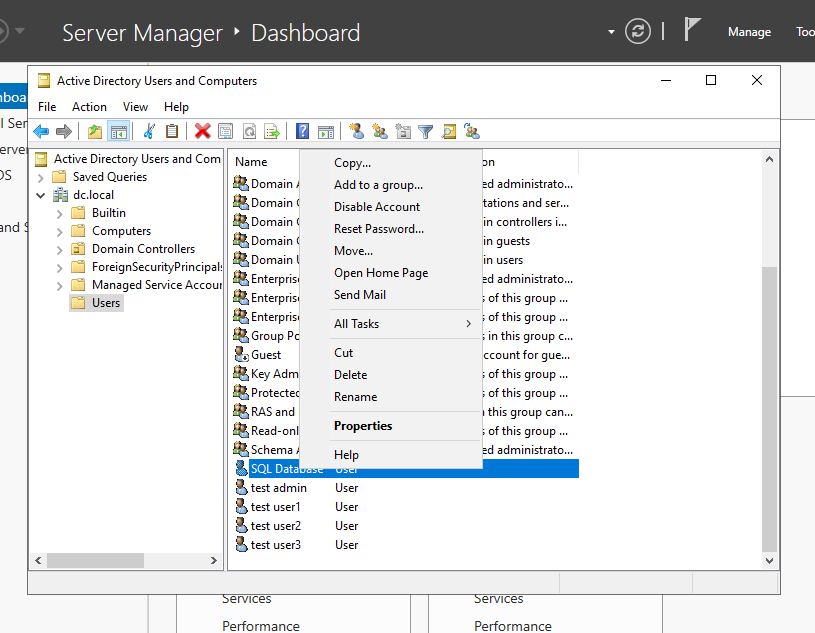 Server Manager ‣ Dashboard
Manage
Too
Active Directory Users and Computers
File Action View Help
Active Directory Users and Com
Saved Queries
dc.local
Builtin
Computers
Domain Controllers
ForeignSecurityPrincipals
Managed Service Accour
Users
Name
on
Domain A
ed administrato...
Domain C
tations and ser...
Domain C
in controllers i...
Domain G
in guests
Domain U
in users
Enterprise
ed administrato...
Enterprise
s of this group ...
Enterprise
s of this group ...
Group Po
s in this group c...
Guest
ccount for gue...
Key Adm
s of this group ...
Protected
s of this group ...
RAS and I
n this group can...
Read-onl
s of this group ...
Schema A
ed administrato...
SQL Database User
test admin User
test user1 User
test user2 User
test user3 User
Copy...
Add to a group...
Disable Account
Reset Password...
Move...
Open Home Page
Send Mail
All Tasks
Cut
Delete
Rename
Properties
Help
nboa
l Ser
erver
DS
and S
Services
Performance
Services
Performance